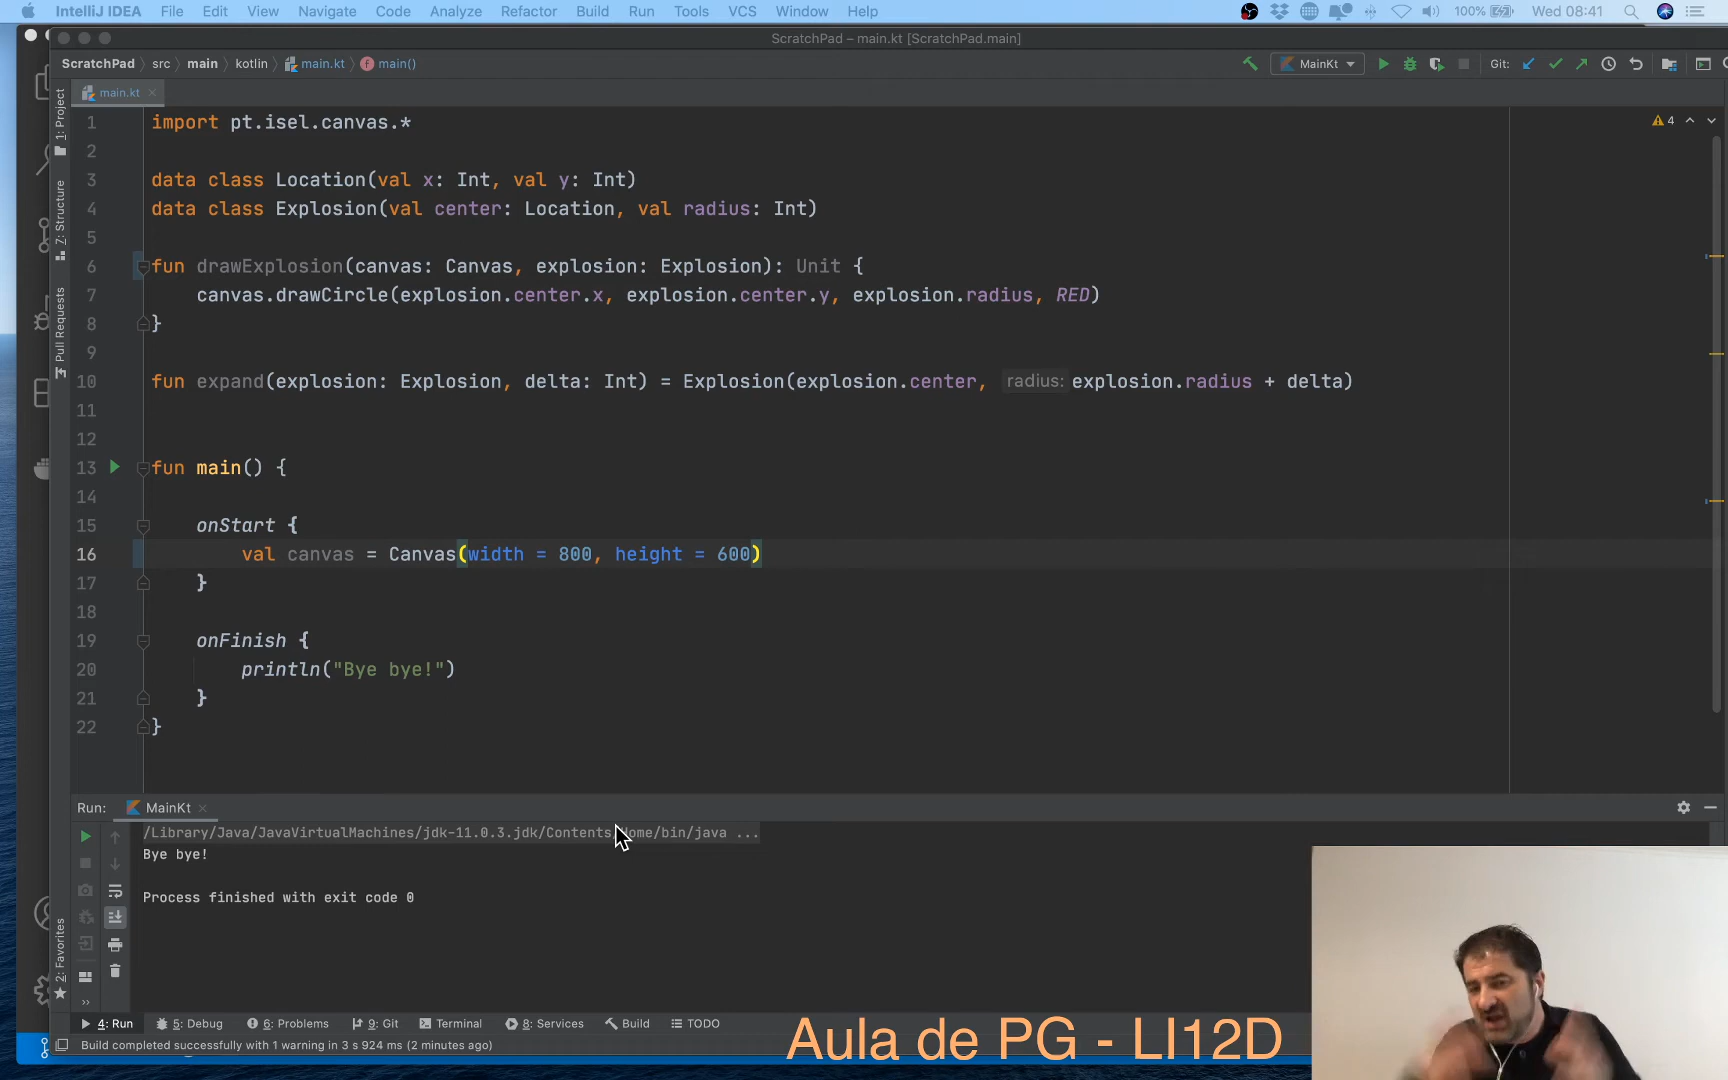 IntelliJ IDEA File Edit View Navigate Code Analyze Refactor Build Run Tools VCS Window Help 100% Wed 08:41
ScratchPad – main.kt [ScratchPad.main]
ScratchPad src main kotlin main.kt main() MainKt Git:
main.kt
1: Project
7: Structure
Pull Requests
2: Favorites
4
1 import pt.isel.canvas.*
2
3 data class Location(val x: Int, val y: Int)
4 data class Explosion(val center: Location, val radius: Int)
5
6 fun drawExplosion(canvas: Canvas, explosion: Explosion): Unit {
7 canvas.drawCircle(explosion.center.x, explosion.center.y, explosion.radius, RED)
8 }
9
10 fun expand(explosion: Explosion, delta: Int) = Explosion(explosion.center, radius: explosion.radius + delta)
11
12
13 fun main() {
14
15 onStart {
16 val canvas = Canvas(width = 800, height = 600)
17 }
18
19 onFinish {
20 println("Bye bye!")
21 }
22 }
Run: MainKt
/Library/Java/JavaVirtualMachines/jdk-11.0.3.jdk/Contents/Home/bin/java ...
Bye bye!
Process finished with exit code 0
4: Run 5: Debug 6: Problems 9: Git Terminal 8: Services Build TODO
Build completed successfully with 1 warning in 3 s 924 ms (2 minutes ago)
Aula de PG - LI12D